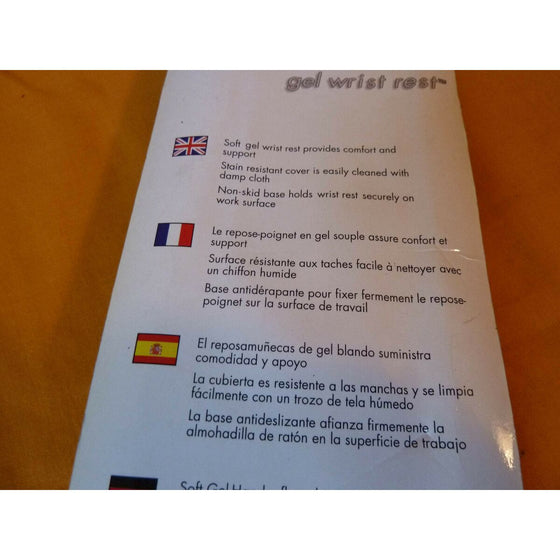 gel wrist rest™
Soft gel wrist rest provides comfort and
support
Stain resistant cover is easily cleaned with
damp cloth
Non-skid base holds wrist rest securely on
work surface
Le repose-poignet en gel souple assure confort et
support
Surface résistante aux taches facile à nettoyer avec
un chiffon humide
Base antidérapante pour fixer fermement le repose-
poignet sur la surface de travail
El reposamuñecas de gel blando suministra
comodidad y apoyo
La cubierta es resistente a las manchas y se limpia
fácilmente con un trozo de tela húmedo
La base antideslizante afianza firmemente la
almohadilla de ratón en la superficie de trabajo
Soft Gel